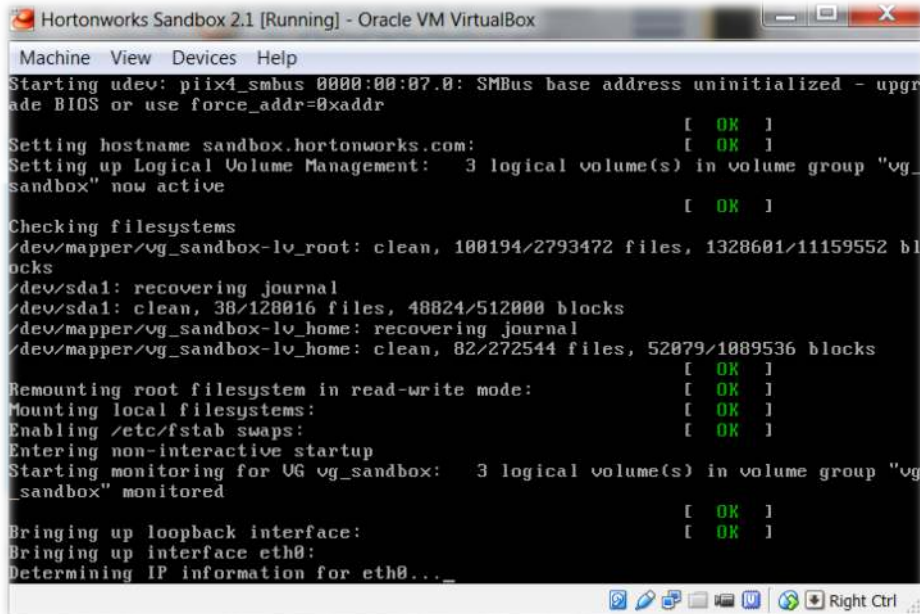 Hortonworks Sandbox 2.1 [Running] - Oracle VM VirtualBox
Machine View Devices Help
Starting udev: piix4_smbus 0000:00:07.0: SMBus base address uninitialized - upgr
ade BIOS or use force_addr=0xaddr
[ OK ]
Setting hostname sandbox.hortonworks.com: [ OK ]
Setting up Logical Volume Management: 3 logical volume(s) in volume group "vg_
sandbox" now active
[ OK ]
Checking filesystems
/dev/mapper/vg_sandbox-lv_root: clean, 100194/2793472 files, 1328601/11159552 bl
ocks
/dev/sda1: recovering journal
/dev/sda1: clean, 38/128016 files, 48824/512000 blocks
/dev/mapper/vg_sandbox-lv_home: recovering journal
/dev/mapper/vg_sandbox-lv_home: clean, 82/272544 files, 52079/1089536 blocks
[ OK ]
Remounting root filesystem in read-write mode: [ OK ]
Mounting local filesystems: [ OK ]
Enabling /etc/fstab swaps: [ OK ]
Entering non-interactive startup
Starting monitoring for VG vg_sandbox: 3 logical volume(s) in volume group "vg
_sandbox" monitored
[ OK ]
Bringing up loopback interface: [ OK ]
Bringing up interface eth0:
Determining IP information for eth0..._
Right Ctrl